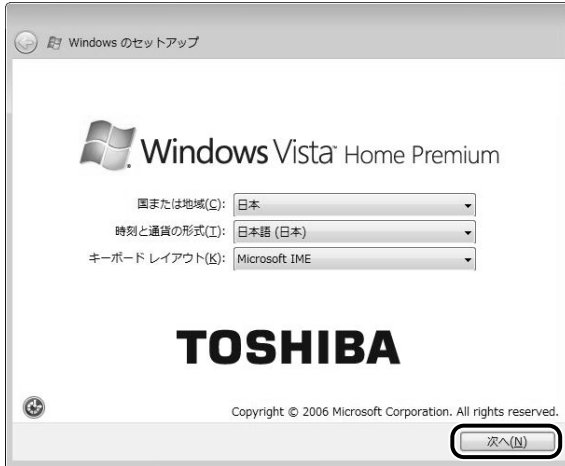 Windows のセットアップ
Windows Vista™ Home Premium
国または地域(C): 日本
時刻と通貨の形式(T): 日本語 (日本)
キーボード レイアウト(K): Microsoft IME
TOSHIBA
Copyright © 2006 Microsoft Corporation. All rights reserved.
次へ(N)